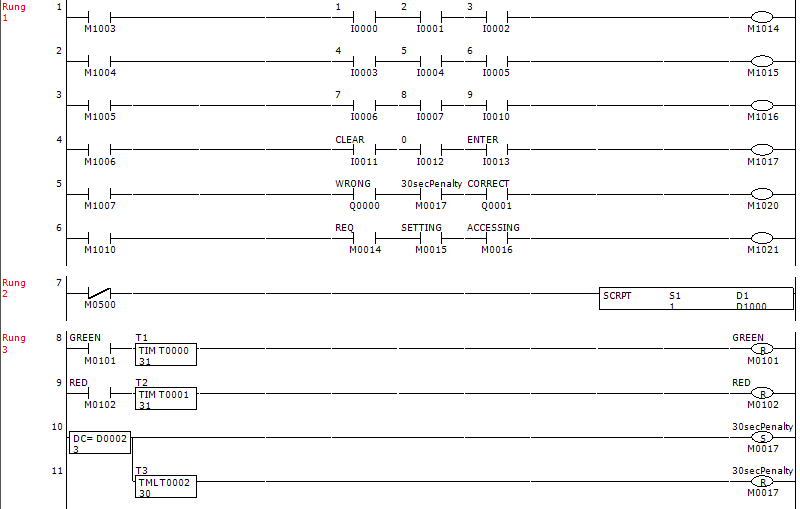 Rung
1
1
1 2 3
M1003 I0000 I0001 I0002 M1014
2
4 5 6
M1004 I0003 I0004 I0005 M1015
3
7 8 9
M1005 I0006 I0007 I0010 M1016
4
CLEAR 0 ENTER
M1006 I0011 I0012 I0013 M1017
5
WRONG 30secPenalty CORRECT
M1007 Q0000 M0017 Q0001 M1020
6
REQ SETTING ACCESSING
M1010 M0014 M0015 M0016 M1021
Rung
2
7
SCRPT S1 D1
M0500 1 D1000
Rung
3
8 GREEN T1 GREEN
TIM T0000 R
M0101 31 M0101
9 RED T2 RED
TIM T0001 R
M0102 31 M0102
10 30secPenalty
DC= D0002 S
3 M0017
11 T3 30secPenalty
TML T0002 R
30 M0017